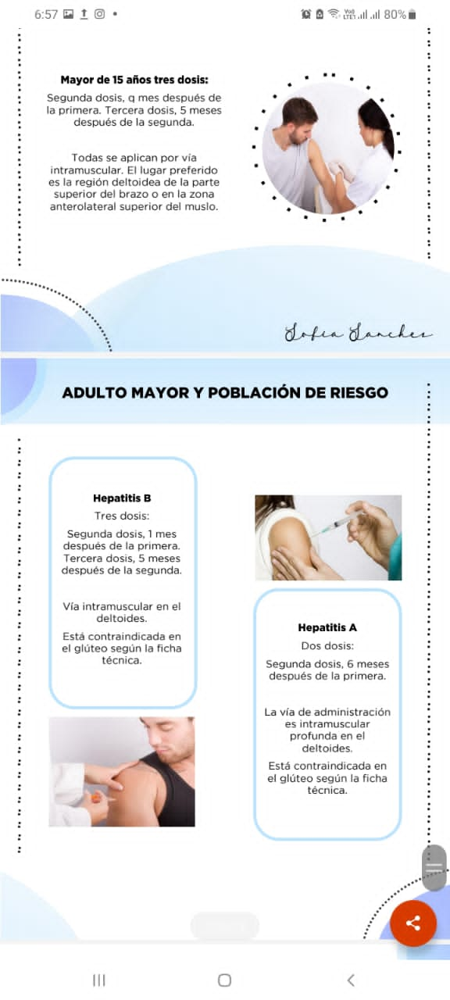 6:57
Vo)
LTE1
80%
Mayor de 15 años tres dosis:
Segunda dosis, q mes después de
la primera. Tercera dosis, 5 meses
después de la segunda.
Todas se aplican por vía
intramuscular. El lugar preferido
es la región deltoidea de la parte
superior del brazo o en la zona
anterolateral superior del muslo.
Sofia Sanches
ADULTO MAYOR Y POBLACIÓN DE RIESGO
Hepatitis B
Tres dosis:
Segunda dosis, 1 mes
después de la primera.
Tercera dosis, 5 meses
después de la segunda.
Vía intramuscular en el
deltoides.
Está contraindicada en
el glúteo según la ficha
técnica.
Hepatitis A
Dos dosis:
Segunda dosis, 6 meses
después de la primera.
La vía de administración
es intramuscular
profunda en el
deltoides.
Está contraindicada en
el glúteo según la ficha
técnica.